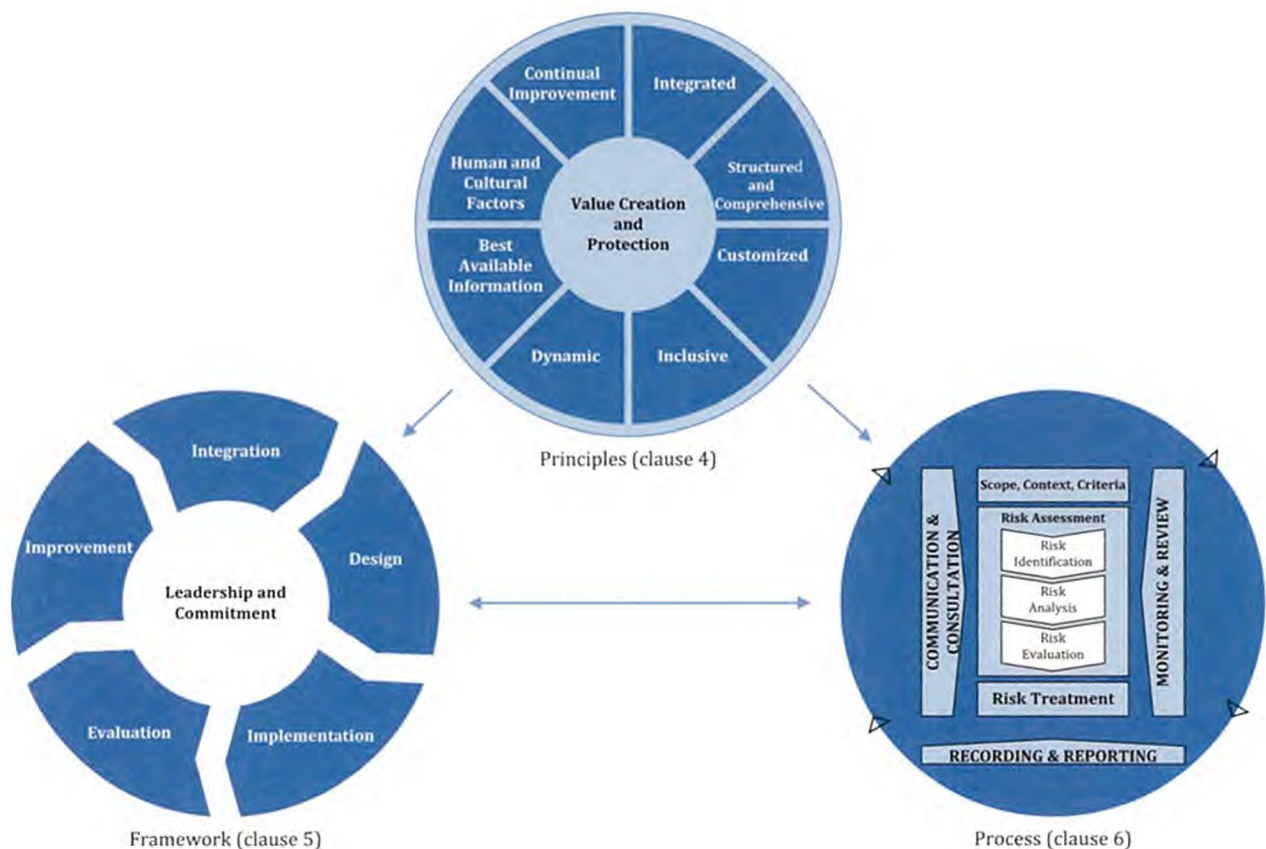 Continual
Improvement
Integrated
Structured
and
Comprehensive
Customized
Inclusive
Dynamic
Best
Available
Information
Human and
Cultural
Factors
Value Creation
and
Protection
Principles (clause 4)
Integration
Design
Implementation
Evaluation
Improvement
Leadership and
Commitment
Framework (clause 5)
Scope, Context, Criteria
Risk Assessment
Risk
Identification
Risk
Analysis
Risk
Evaluation
Risk Treatment
COMMUNICATION &
CONSULTATION
MONITORING & REVIEW
RECORDING & REPORTING
Process (clause 6)